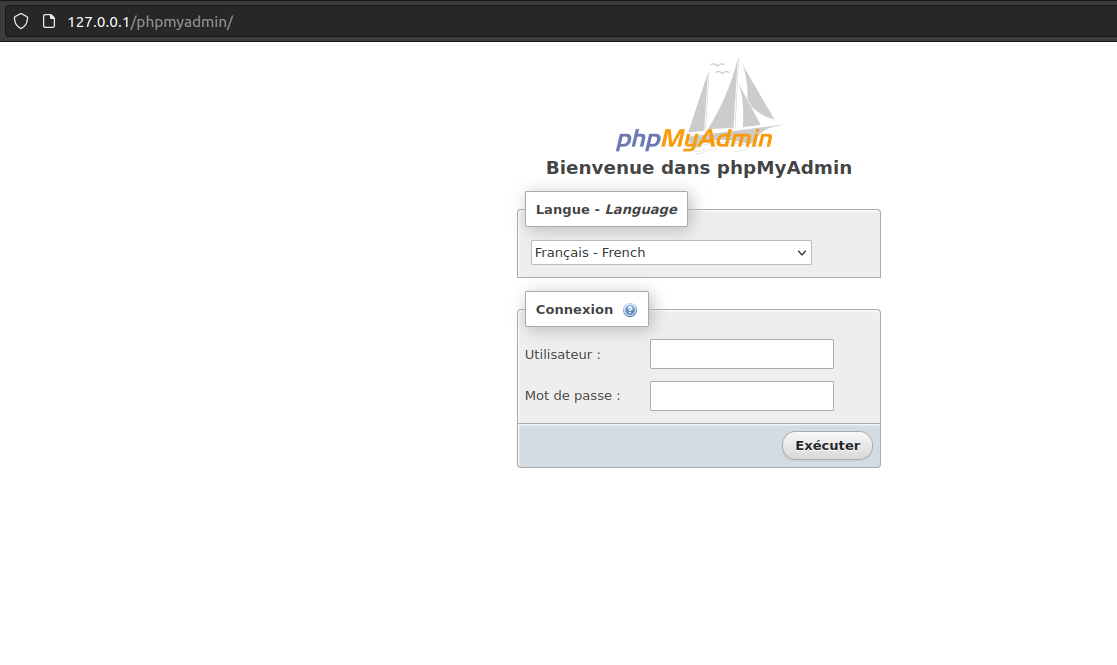 127.0.0.1/phpmyadmin/
phpMyAdmin
Bienvenue dans phpMyAdmin
Langue - Language
Français - French
Connexion
Utilisateur :
Mot de passe :
Exécuter